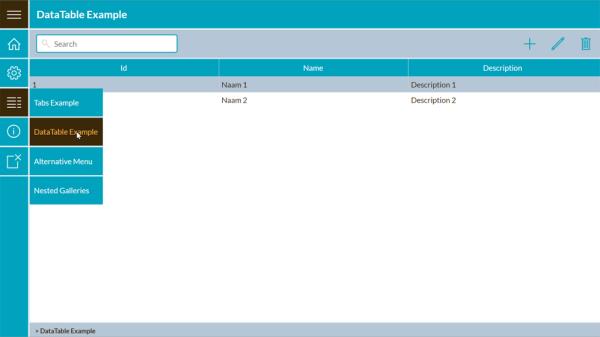 DataTable Example
Search
Id Name Description
1 Naam 1 Description 1
Naam 2 Description 2
Tabs Example
DataTable Example
Alternative Menu
Nested Galleries
> DataTable Example